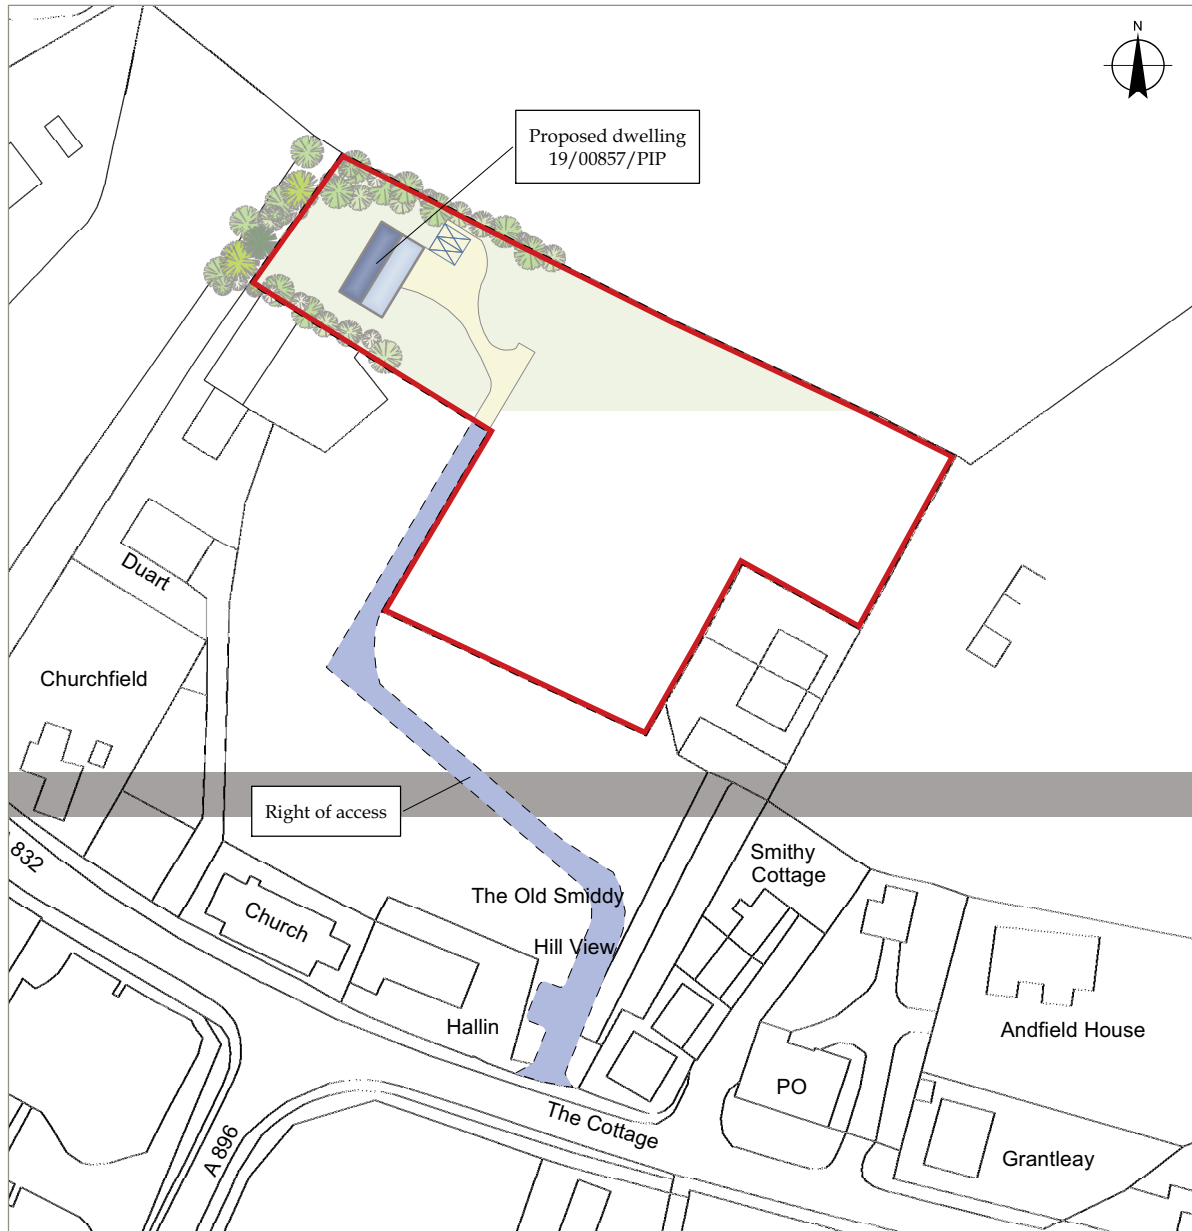 N
Proposed dwelling
19/00857/PIP
Duart
Churchfield
Right of access
832
Smithy
Cottage
The Old Smiddy
Church
Hill View
Hallin
Andfield House
PO
The Cottage
A 896
Grantleay